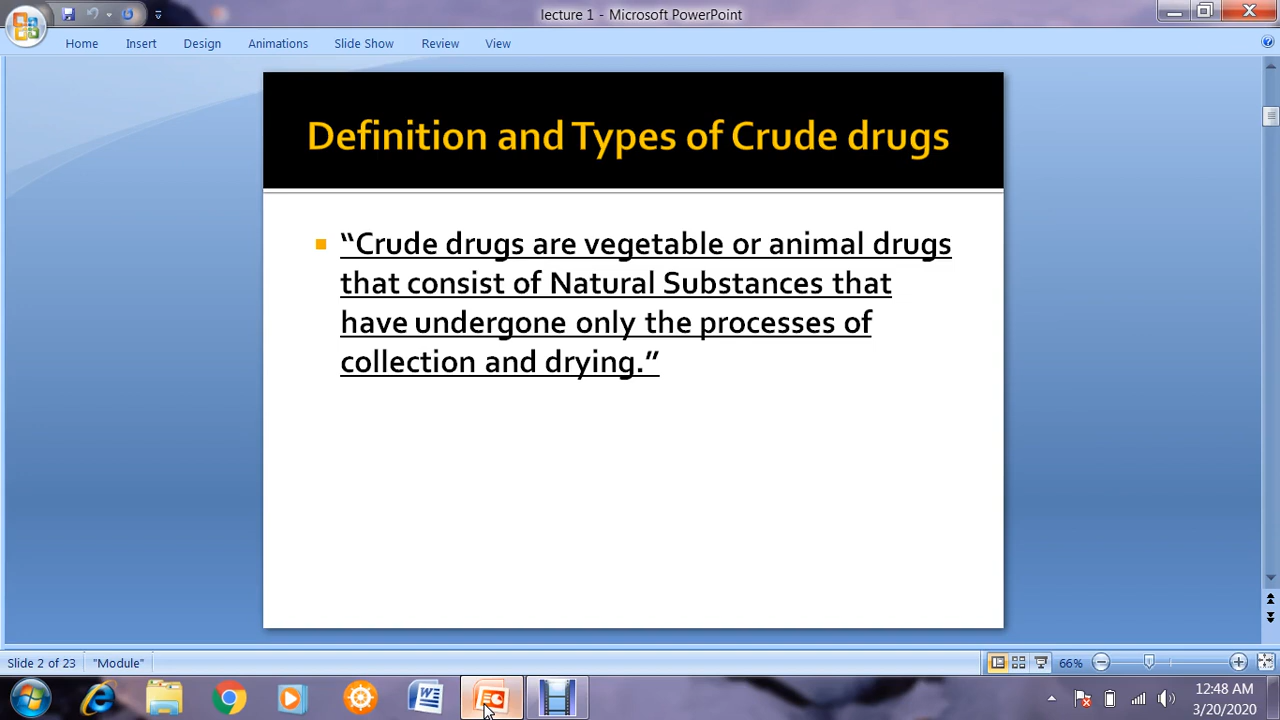 lecture 1 - Microsoft PowerPoint
Home Insert Design Animations Slide Show Review View
Definition and Types of Crude drugs
“Crude drugs are vegetable or animal drugs
that consist of Natural Substances that
have undergone only the processes of
collection and drying.”
Slide 2 of 23 "Module" 66%
12:48 AM
3/20/2020